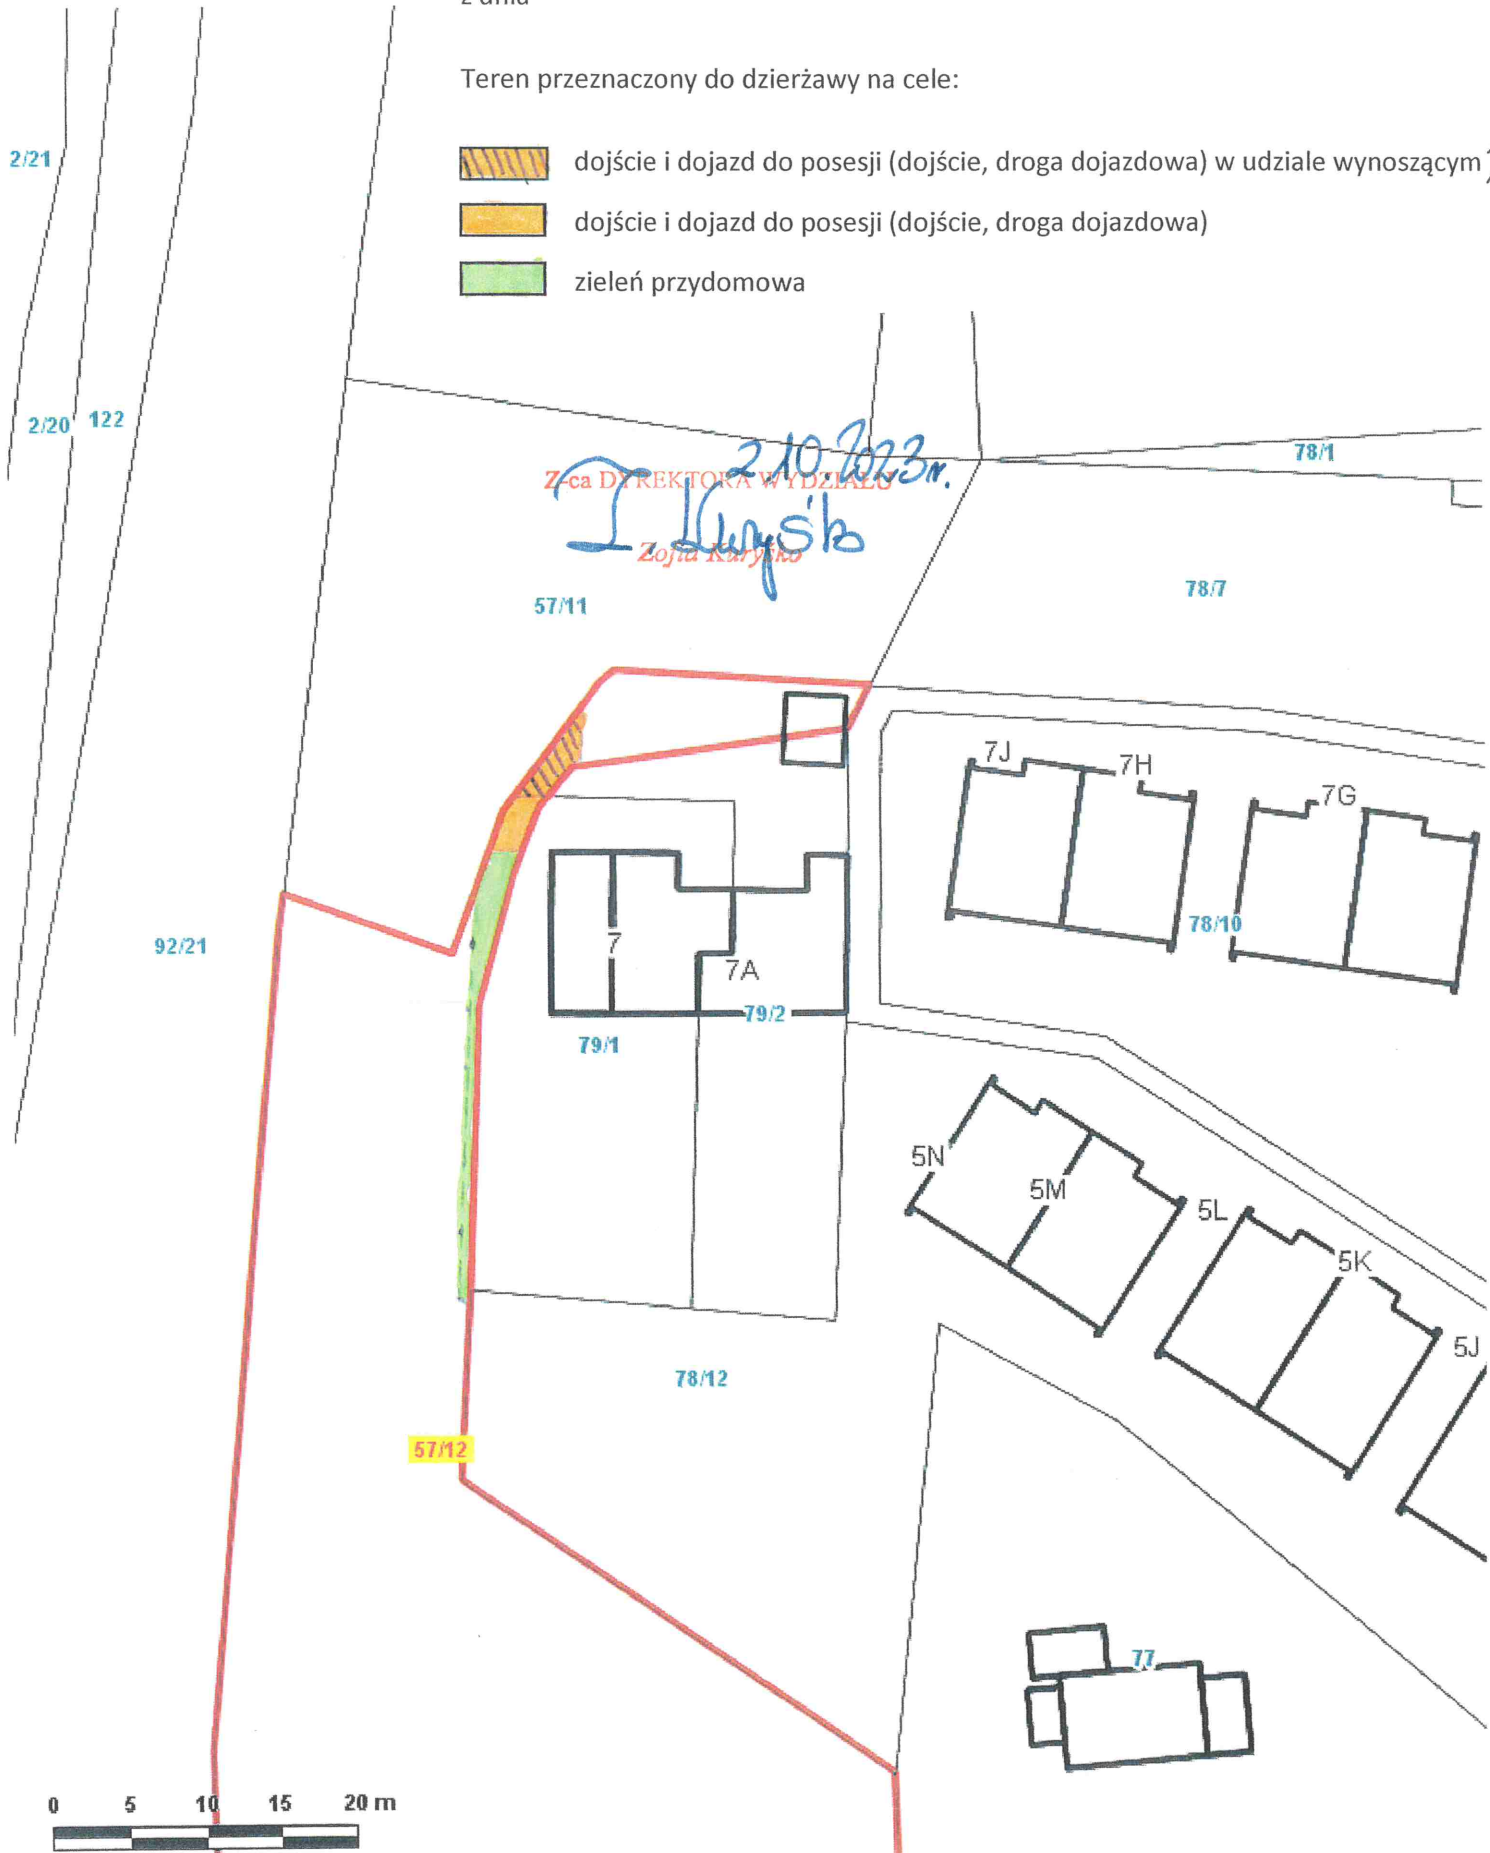 z dnia
Teren przeznaczony do dzierżawy na cele:
dojście i dojazd do posesji (dojście, droga dojazdowa) w udziale wynoszącym
dojście i dojazd do posesji (dojście, droga dojazdowa)
zieleń przydomowa
2/21
2/20
122
78/1
2.10.2023r.
Z-ca DYREKTORA WYDZIAŁU
Zofia Kuryśko
57/11
78/7
7J
7H
7G
78/10
92/21
7
7A
79/2
79/1
5N
5M
5L
5K
5J
78/12
57/12
77
0 5 10 15 20 m